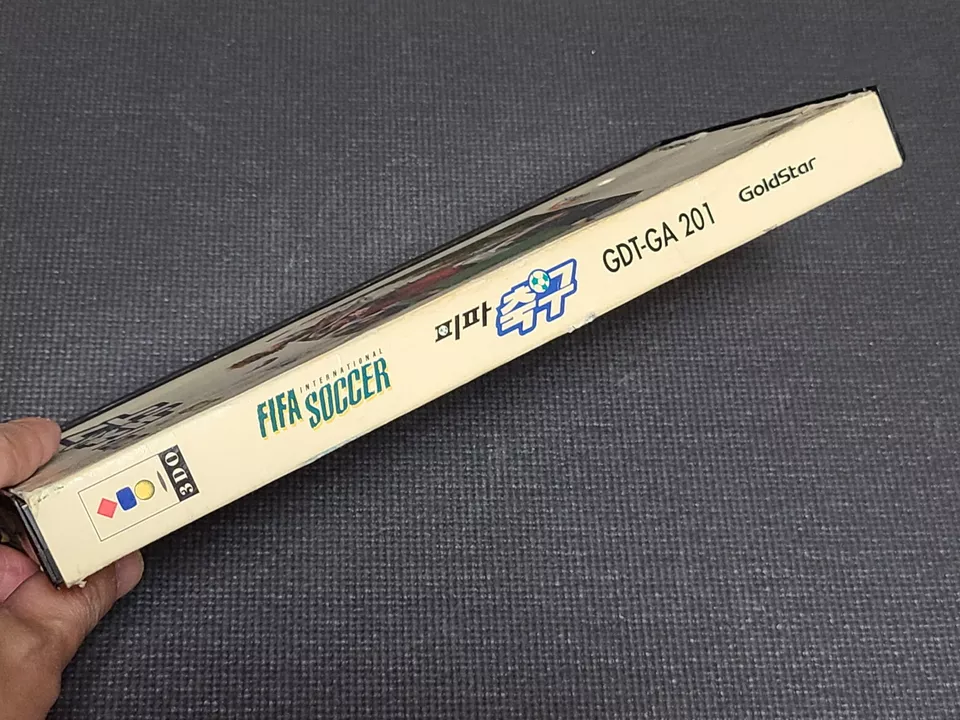 3DO
FIFA INTERNATIONAL SOCCER
피파 축구
GDT-GA 201
GoldStar